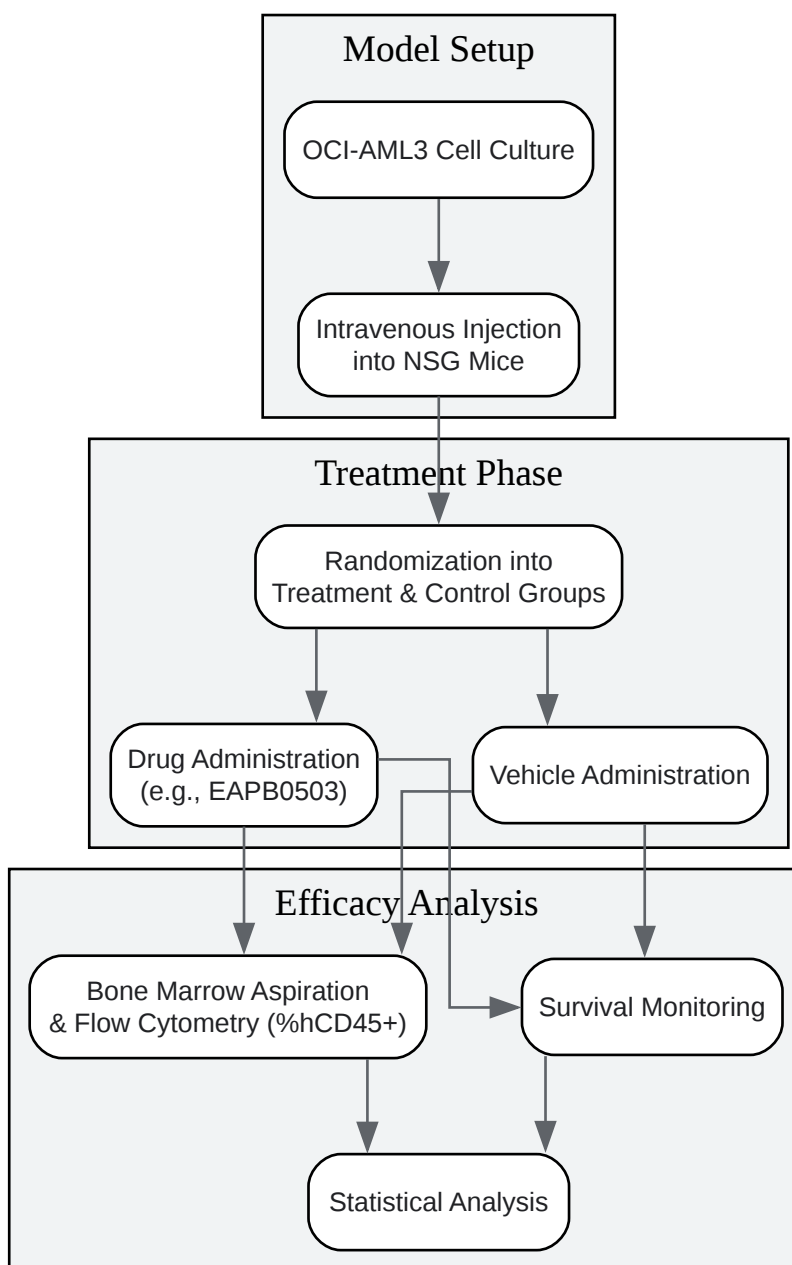 Model Setup
OCI-AML3 Cell Culture
Intravenous Injection
into NSG Mice
Treatment Phase
Randomization into
Treatment & Control Groups
Drug Administration
(e.g., EAPB0503)
Vehicle Administration
Efficacy Analysis
Bone Marrow Aspiration
& Flow Cytometry (%hCD45+)
Survival Monitoring
Statistical Analysis